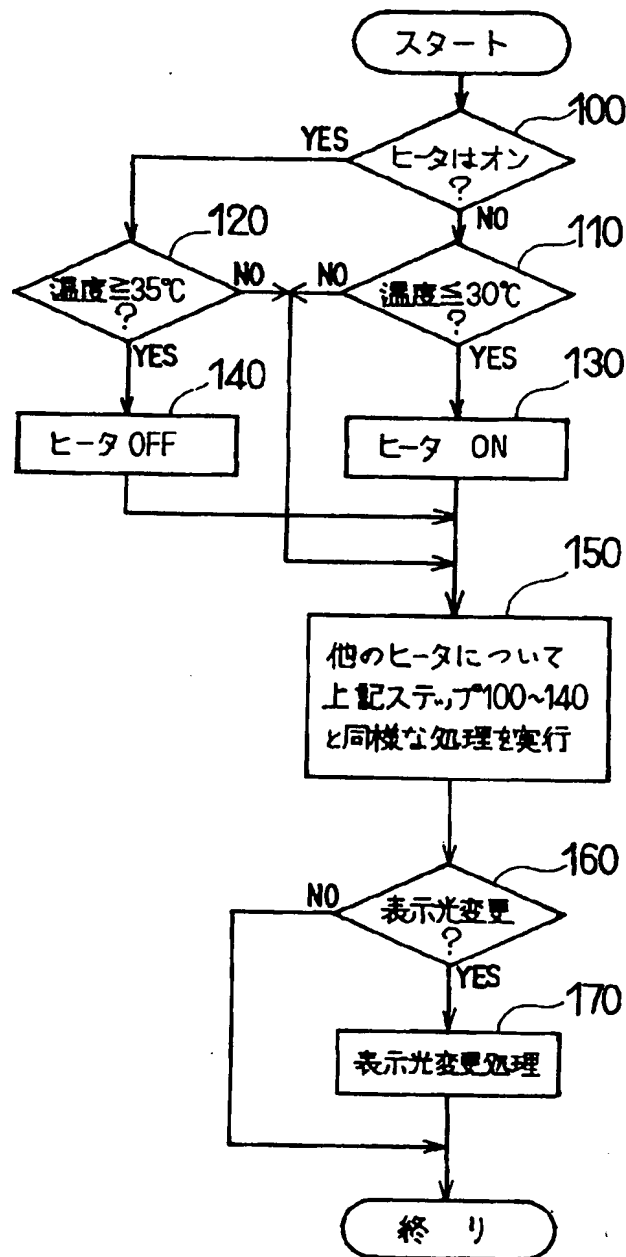 スタート
100
ヒータはオン
?
YES
NO
120
110
温度≧35℃
?
NO
NO
温度≦30℃
?
YES
YES
140
130
ヒータ OFF
ヒータ ON
150
他のヒータについて
上記ステップ100~140
と同様な処理を実行
160
表示光変更
?
NO
YES
170
表示光変更処理
終り